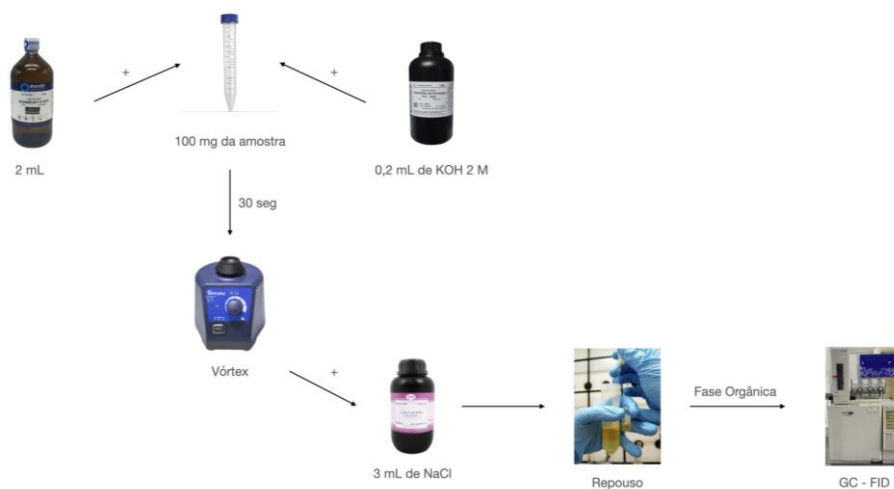 +
+
2 mL
100 mg da amostra
0,2 mL de KOH 2 M
30 seg
Vórtex
+
3 mL de NaCl
Repouso
Fase Orgânica
GC - FID